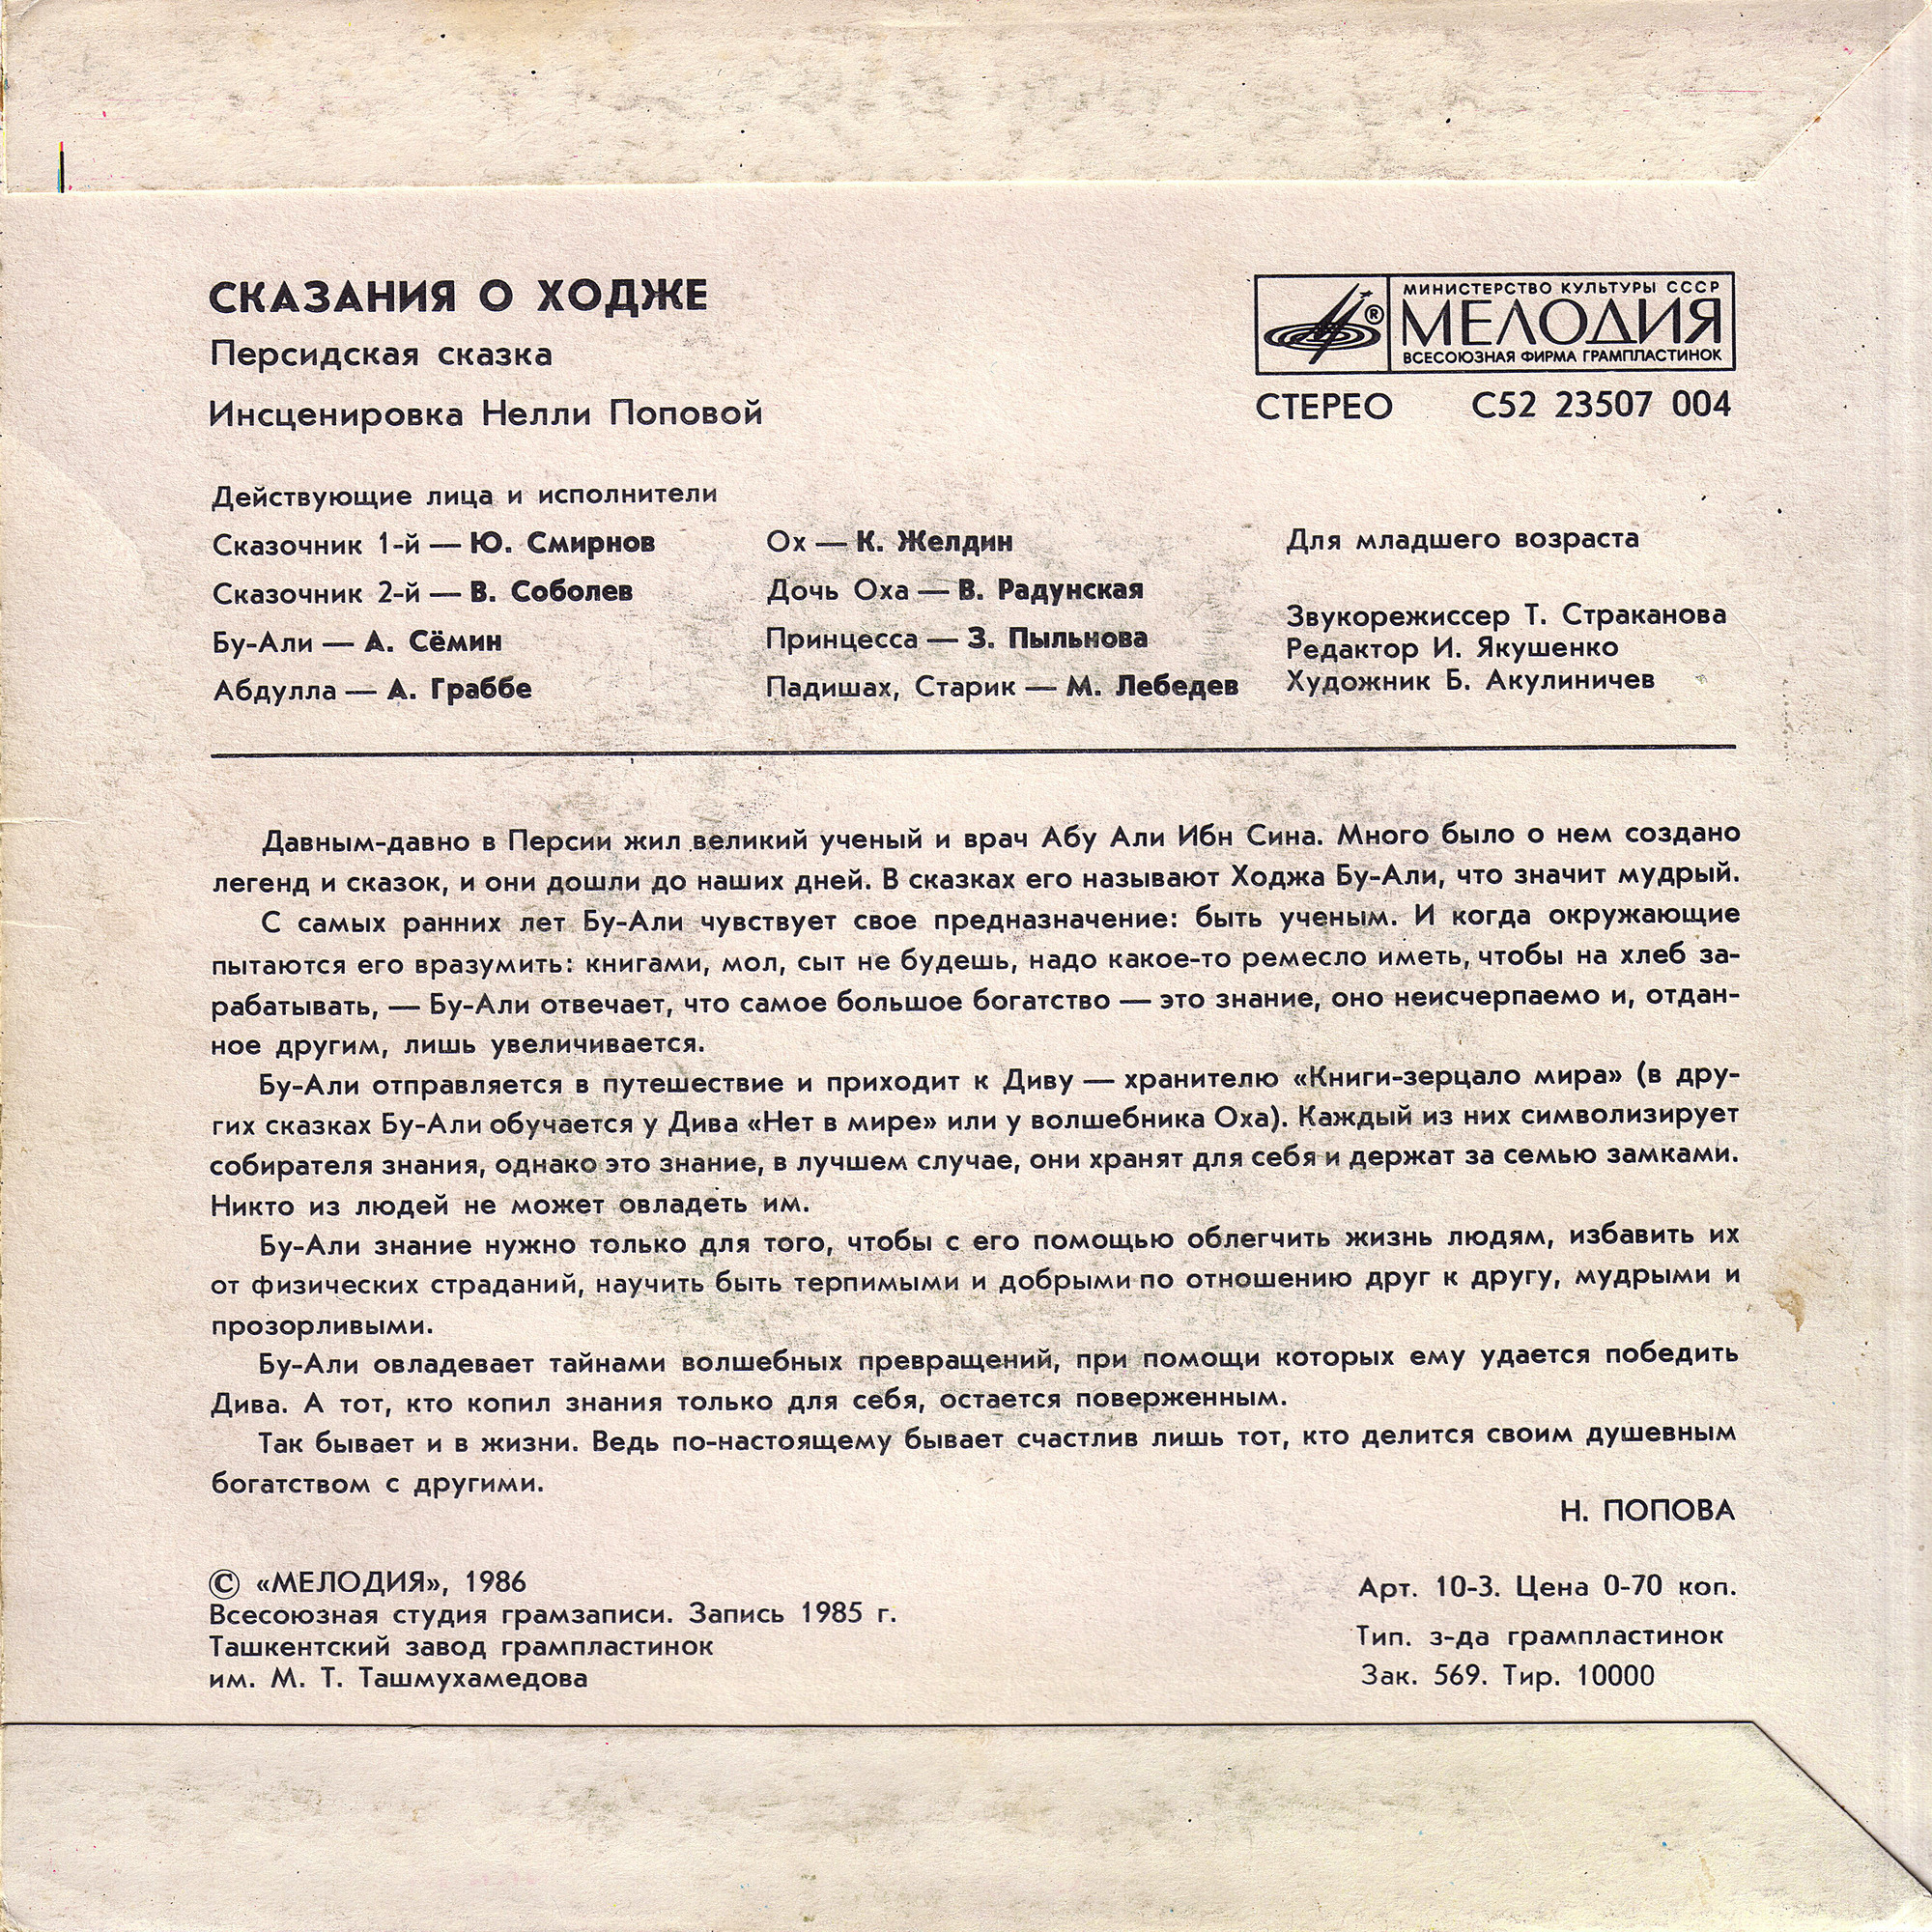 СКАЗАНИЯ О ХОДЖЕ
Персидская сказка
Инсценировка Нелли Поповой
МИНИСТЕРСТВО КУЛЬТУРЫ СССР
МЕЛОДИЯ
ВСЕСОЮЗНАЯ ФИРМА ГРАМПЛАСТИНОК
®
СТЕРЕО С52 23507 004
Действующие лица и исполнители
Сказочник 1-й — Ю. Смирнов
Сказочник 2-й — В. Соболев
Бу-Али — А. Сёмин
Абдулла — А. Граббе
Ох — К. Желдин
Дочь Оха — В. Радунская
Принцесса — З. Пыльнова
Падишах, Старик — М. Лебедев
Для младшего возраста
Звукорежиссер Т. Страканова
Редактор И. Якушенко
Художник Б. Акулиничев
Давным-давно в Персии жил великий ученый и врач Абу Али Ибн Сина. Много было о нем создано
легенд и сказок, и они дошли до наших дней. В сказках его называют Ходжа Бу-Али, что значит мудрый.
С самых ранних лет Бу-Али чувствует свое предназначение: быть ученым. И когда окружающие
пытаются его вразумить: книгами, мол, сыт не будешь, надо какое-то ремесло иметь, чтобы на хлеб за-
рабатывать, — Бу-Али отвечает, что самое большое богатство — это знание, оно неисчерпаемо и, отдан-
ное другим, лишь увеличивается.
Бу-Али отправляется в путешествие и приходит к Диву — хранителю «Книги-зерцало мира» (в дру-
гих сказках Бу-Али обучается у Дива «Нет в мире» или у волшебника Оха). Каждый из них символизирует
собирателя знания, однако это знание, в лучшем случае, они хранят для себя и держат за семью замками.
Никто из людей не может овладеть им.
Бу-Али знание нужно только для того, чтобы с его помощью облегчить жизнь людям, избавить их
от физических страданий, научить быть терпимыми и добрыми по отношению друг к другу, мудрыми и
прозорливыми.
Бу-Али овладевает тайнами волшебных превращений, при помощи которых ему удается победить
Дива. А тот, кто копил знания только для себя, остается поверженным.
Так бывает и в жизни. Ведь по-настоящему бывает счастлив лишь тот, кто делится своим душевным
богатством с другими.
Н. ПОПОВА
© «МЕЛОДИЯ», 1986
Всесоюзная студия грамзаписи. Запись 1985 г.
Ташкентский завод грампластинок
им. М. Т. Ташмухамедова
Арт. 10-3. Цена 0-70 коп.
Тип. з-да грампластинок
Зак. 569. Тир. 10000